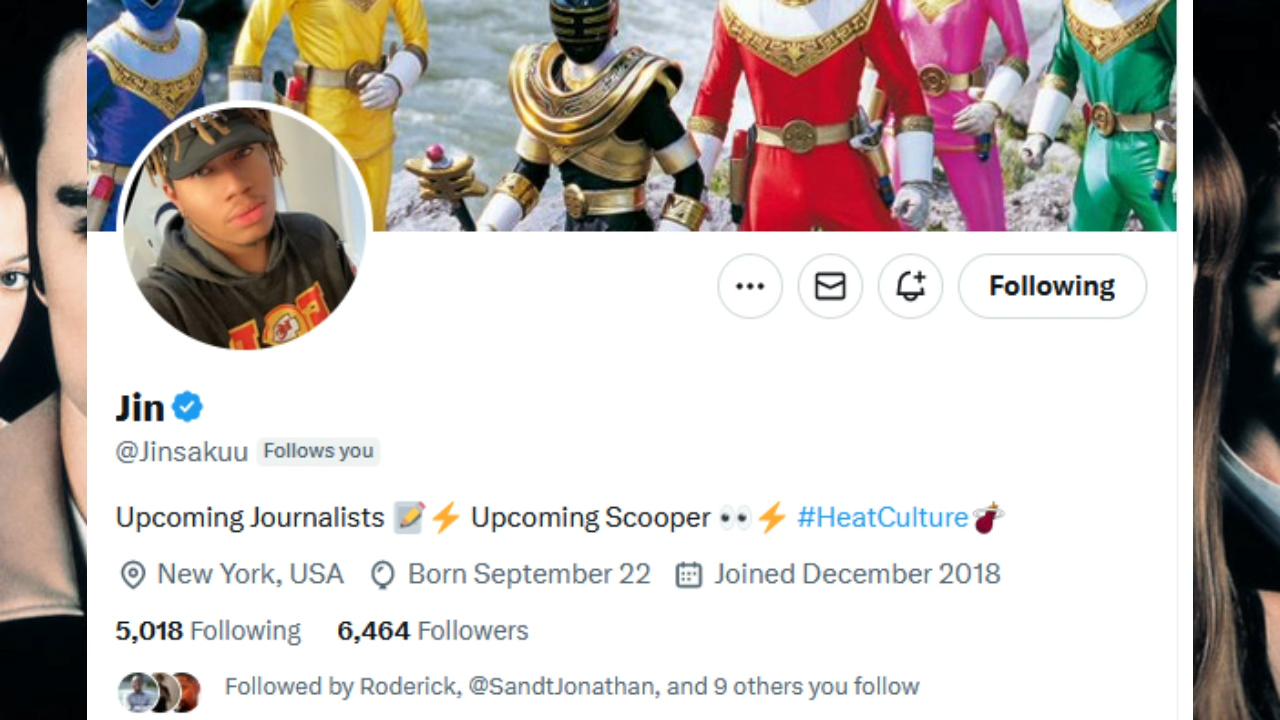 Following
Jin
@Jinsakuu Follows you
Upcoming Journalists 📝⚡ Upcoming Scooper 👀⚡ #HeatCulture
New York, USA Born September 22 Joined December 2018
5,018 Following 6,464 Followers
Followed by Roderick, @SandtJonathan, and 9 others you follow